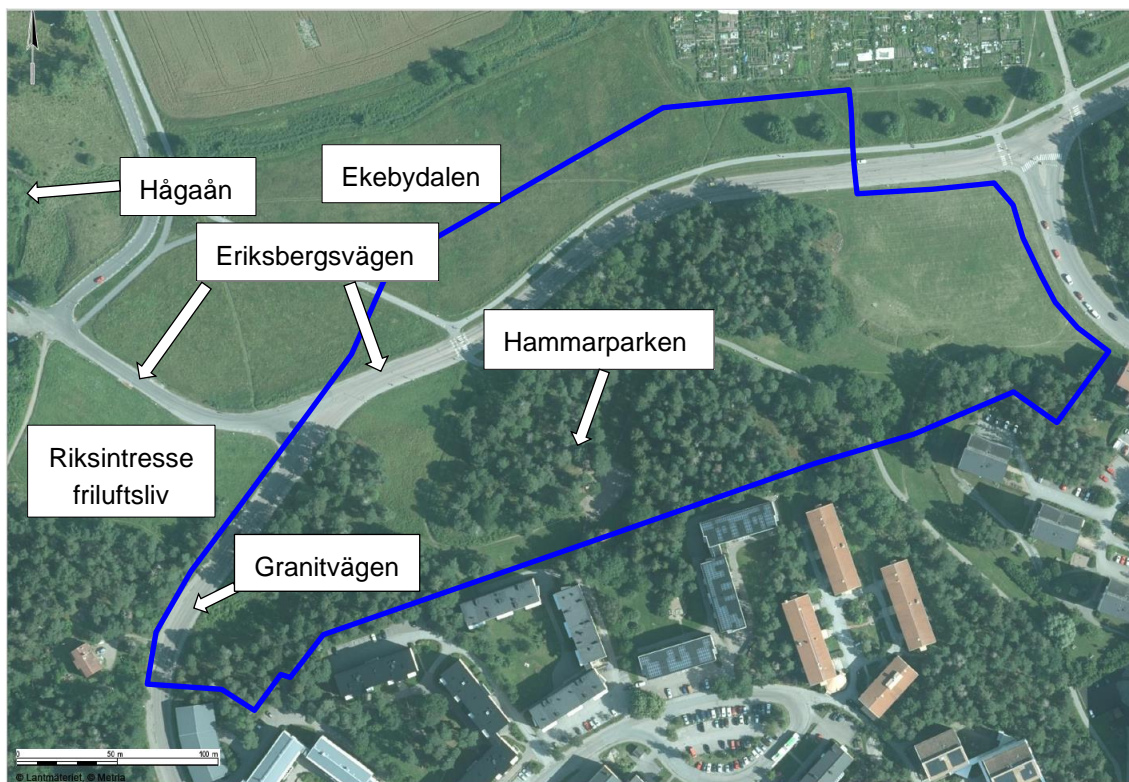 Ekebydalen
Hågaån
Eriksbergsvägen
Hammarparken
Riksintresse
friluftsliv
Granitvägen
0 50 m 100 m
© Lantmäteriet, © Metria